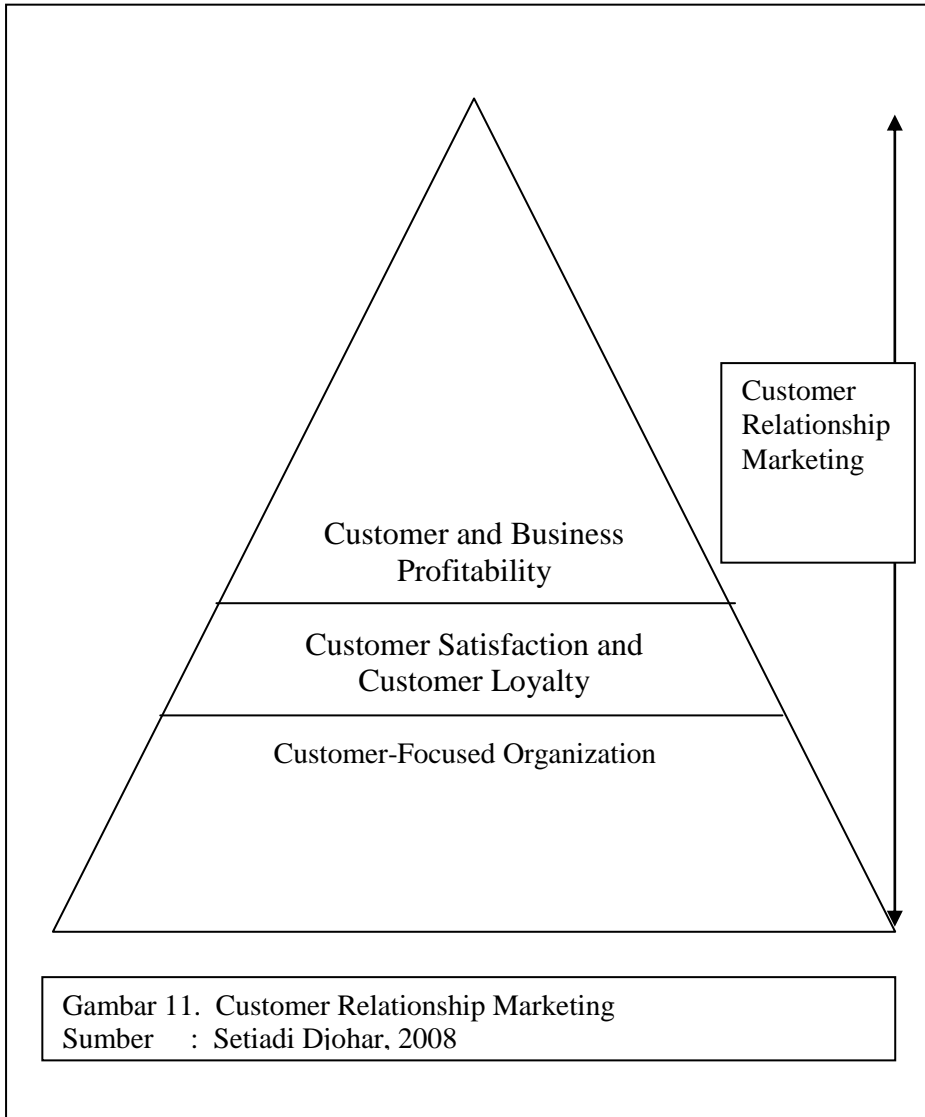 Customer
Relationship
Marketing
Customer and Business
Profitability
Customer Satisfaction and
Customer Loyalty
Customer-Focused Organization
Gambar 11. Customer Relationship Marketing
Sumber : Setiadi Djohar, 2008